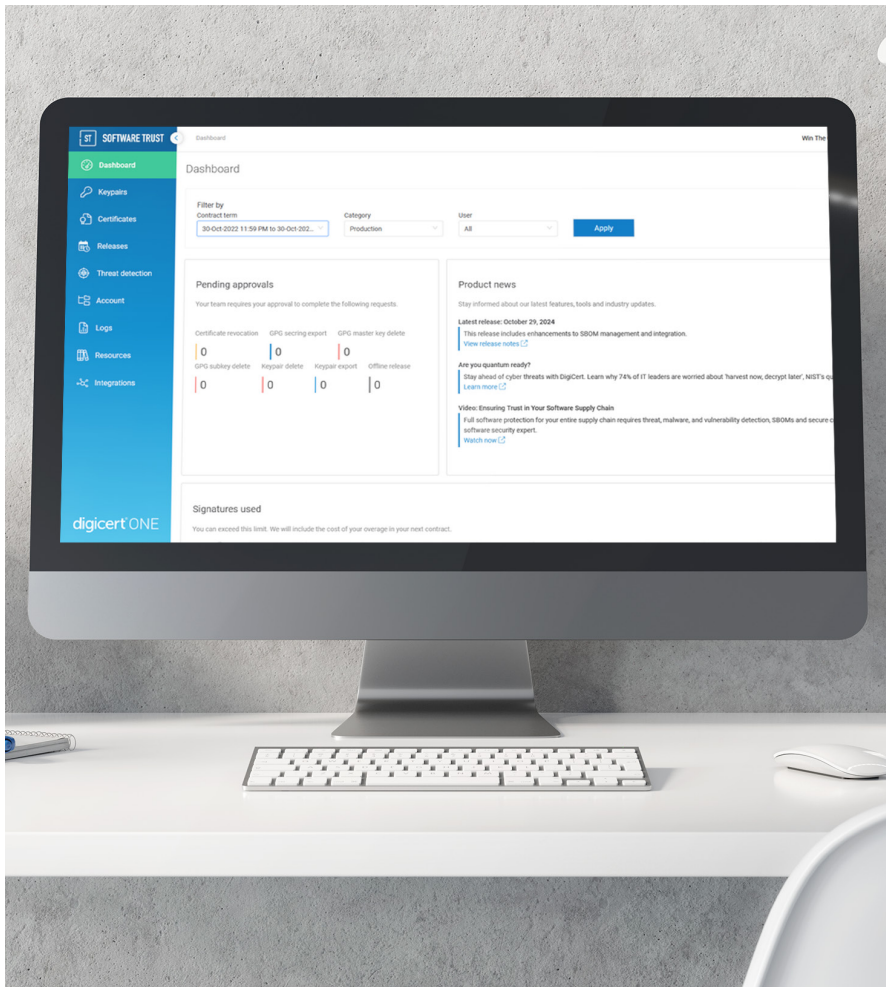 ST SOFTWARE TRUST
Dashboard
Keypairs
Certificates
Releases
Threat detection
Account
Logs
Resources
Integrations
digicert ONE
Dashboard
Win The
Dashboard
Filter by
Contract term
Category
User
30-Oct-2022 11:59 PM to 30-Oct-202...
Production
All
Apply
Pending approvals
Your team requires your approval to complete the following requests.
Certificate revocation GPG secring export GPG master key delete
0 0 0
GPG subkey delete Keypair delete Keypair export Offline release
0 0 0 0
Product news
Stay informed about our latest features, tools and industry updates.
Latest release: October 29, 2024
This release includes enhancements to SBOM management and integration.
View release notes
Are you quantum ready?
Stay ahead of cyber threats with DigiCert. Learn why 74% of IT leaders are worried about 'harvest now, decrypt later', NIST's qu
Learn more
Video: Ensuring Trust in Your Software Supply Chain
Full software protection for your entire supply chain requires threat, malware, and vulnerability detection, SBOMs and secure c
software security expert.
Watch now
Signatures used
You can exceed this limit. We will include the cost of your overage in your next contract.